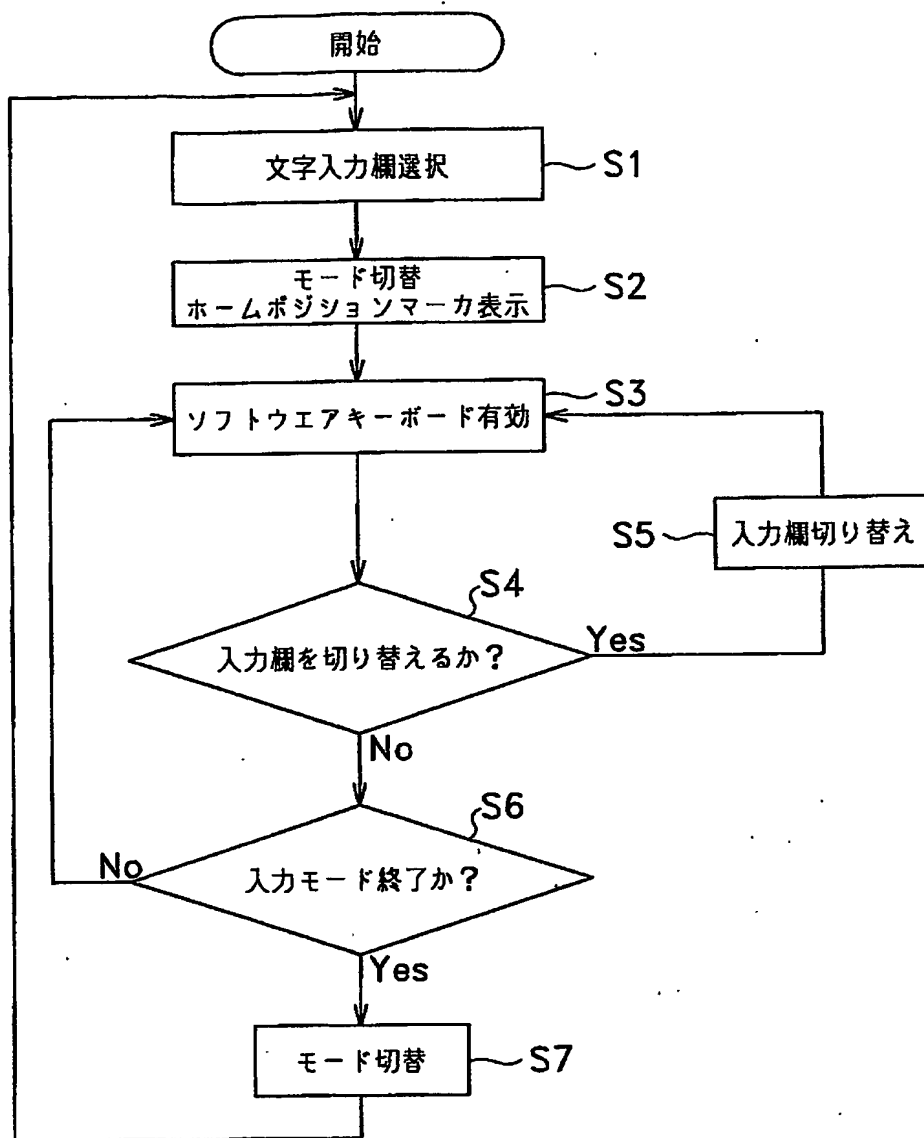 開始
文字入力欄選択
S1
モード切替
ホームポジションマーカ表示
S2
ソフトウエアキーボード有効
S3
入力欄切り替え
S5
入力欄を切り替えるか？
S4
Yes
No
入力モード終了か？
S6
No
Yes
モード切替
S7